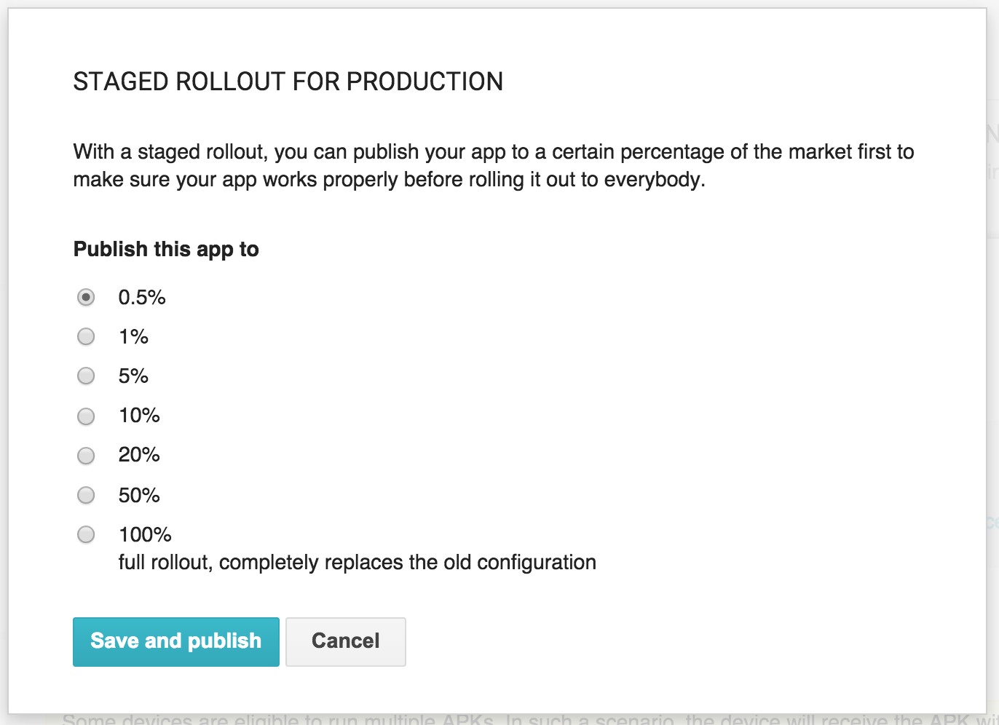 STAGED ROLLOUT FOR PRODUCTION
With a staged rollout, you can publish your app to a certain percentage of the market first to
make sure your app works properly before rolling it out to everybody.
Publish this app to
0.5%
1%
5%
10%
20%
50%
100%
full rollout, completely replaces the old configuration
Save and publish
Cancel
Some devices are eligible to run multiple APKs. In such a scenario, the device will receive the APK